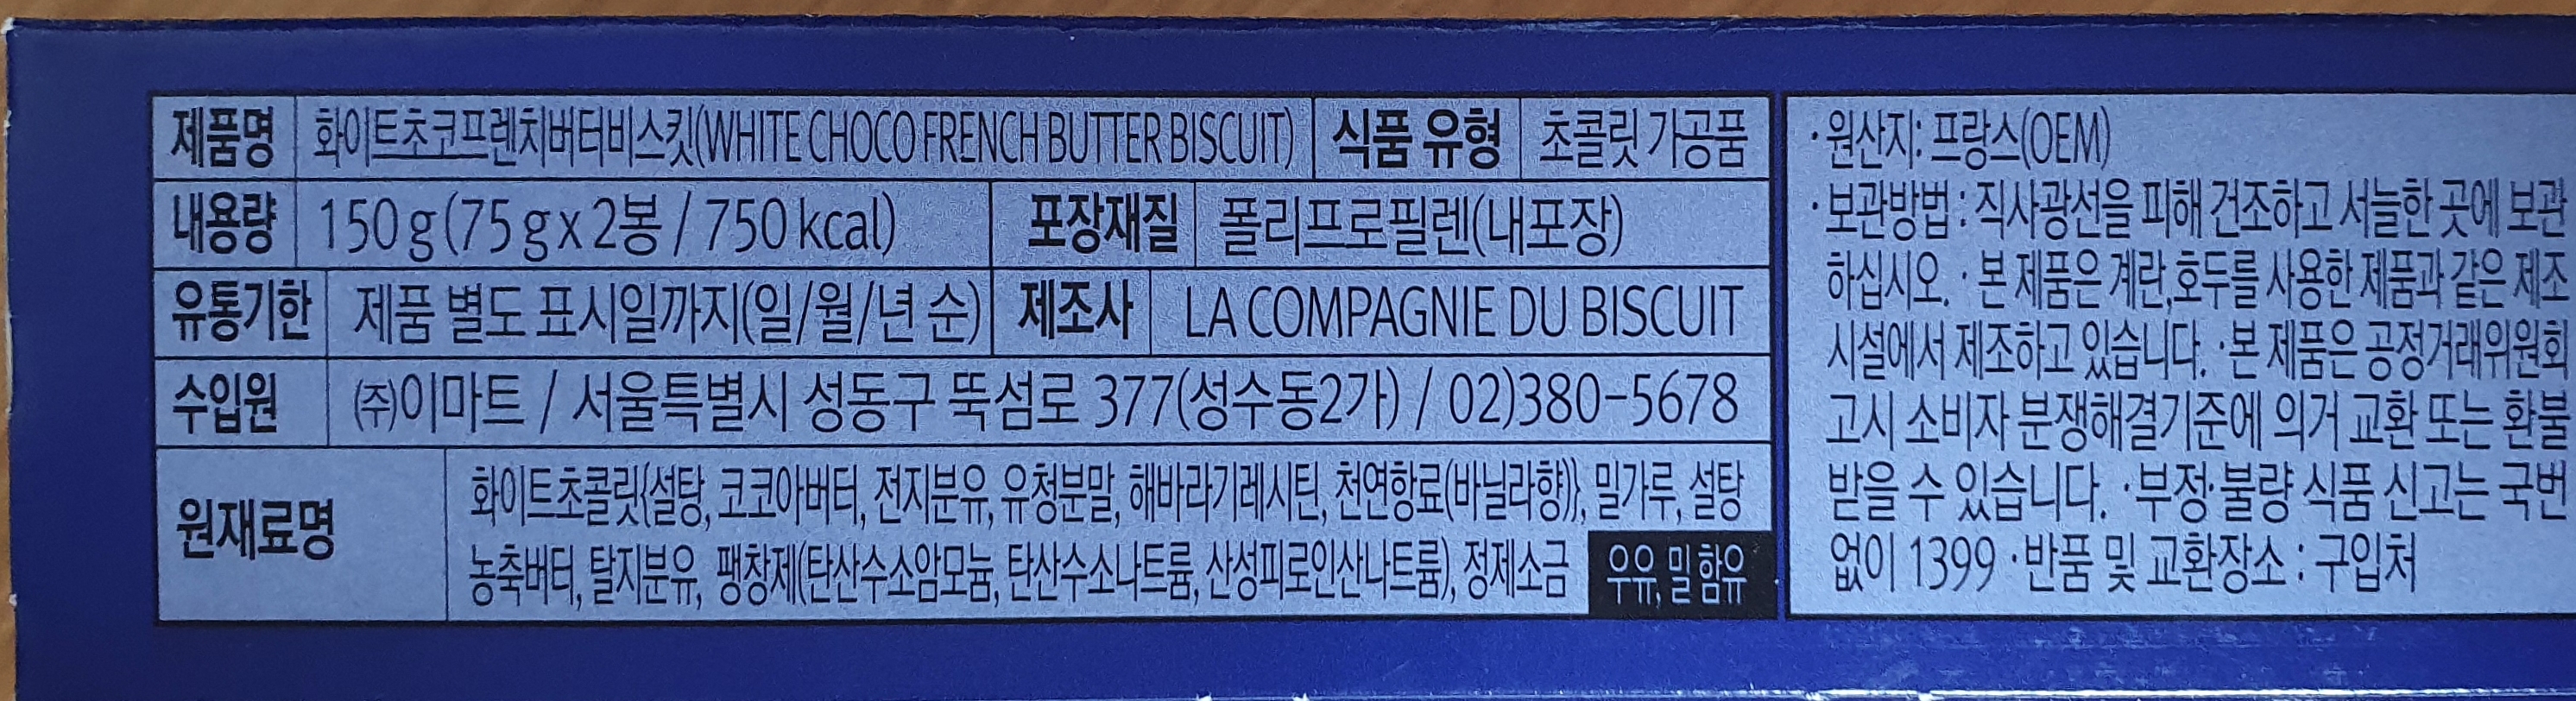 제품명 화이트초코프렌치버터비스킷(WHITE CHOCO FRENCH BUTTER BISCUIT) 식품 유형 초콜릿 가공품
내용량 150 g (75 g x 2봉 / 750 kcal) 포장재질 폴리프로필렌(내포장)
유통기한 제품 별도 표시일까지(일/월/년 순) 제조사 LA COMPAGNIE DU BISCUIT
수입원 ㈜이마트 / 서울특별시 성동구 뚝섬로 377(성수동2가) / 02)380-5678
원재료명
화이트초콜릿{설탕, 코코아버터, 전지분유, 유청분말, 해바라기레시틴, 천연향료(바닐라향)}, 밀가루, 설탕
농축버터, 탈지분유, 팽창제(탄산수소암모늄, 탄산수소나트륨, 산성피로인산나트륨), 정제소금 우유, 밀 함유
·원산지: 프랑스(OEM)
·보관방법 : 직사광선을 피해 건조하고 서늘한 곳에 보관
하십시오. ·본 제품은 계란,호두를 사용한 제품과 같은 제조
시설에서 제조하고 있습니다. ·본 제품은 공정거래위원회
고시 소비자 분쟁해결기준에 의거 교환 또는 환불
받을 수 있습니다. ·부정·불량 식품 신고는 국번
없이 1399 ·반품 및 교환장소 : 구입처